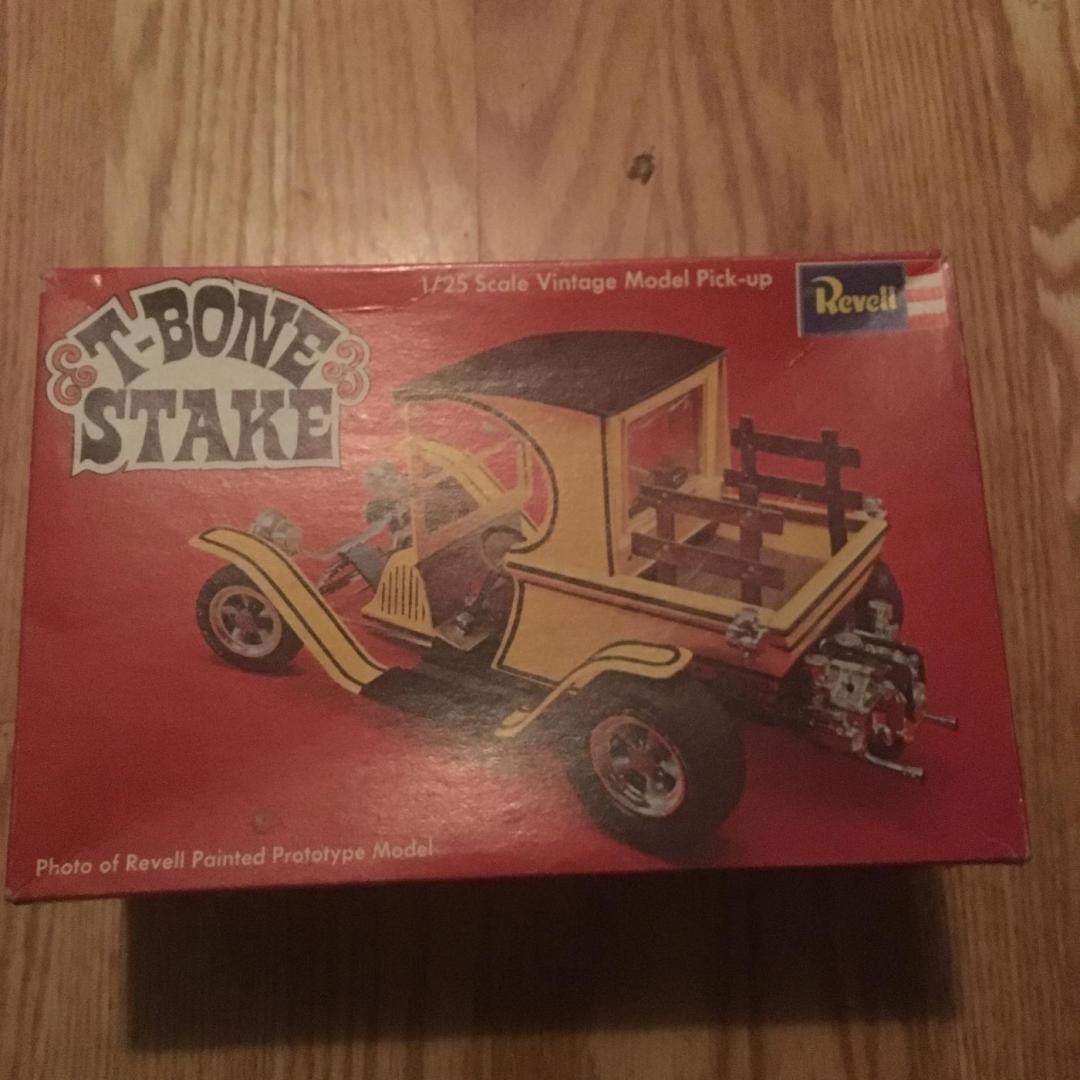 T-BONE
STAKE
1/25 Scale Vintage Model Pick-up
Revell
Photo of Revell Painted Prototype Model